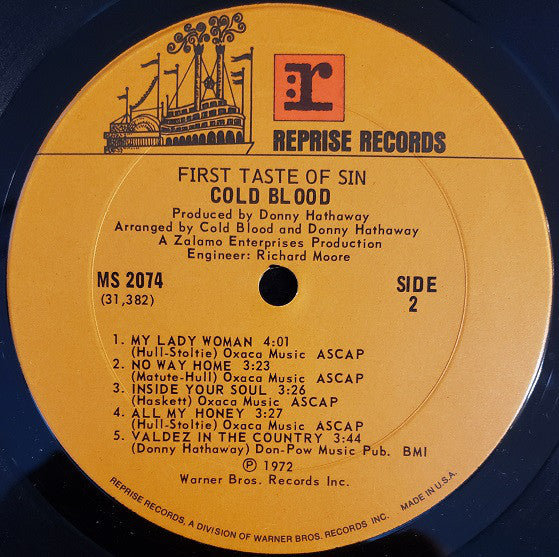 r
REPRISE RECORDS
FIRST TASTE OF SIN
COLD BLOOD
Produced by Donny Hathaway
Arranged by Cold Blood and Donny Hathaway
A Zalamo Enterprises Production
Engineer: Richard Moore
MS 2074
(31,382)
SIDE
2
1. MY LADY WOMAN 4:01
(Hull-Stoltie) Oxaca Music ASCAP
2. NO WAY HOME 3:23
(Matute-Hull) Oxaca Music ASCAP
3. INSIDE YOUR SOUL 3:26
(Haskett) Oxaca Music ASCAP
4. ALL MY HONEY 3:27
(Hull-Stoltie) Oxaca Music ASCAP
5. VALDEZ IN THE COUNTRY 3:44
(Donny Hathaway) Don-Pow Music Pub. BMI
℗ 1972
Warner Bros. Records Inc.
REPRISE RECORDS, A DIVISION OF WARNER BROS. RECORDS INC. MADE IN U.S.A.